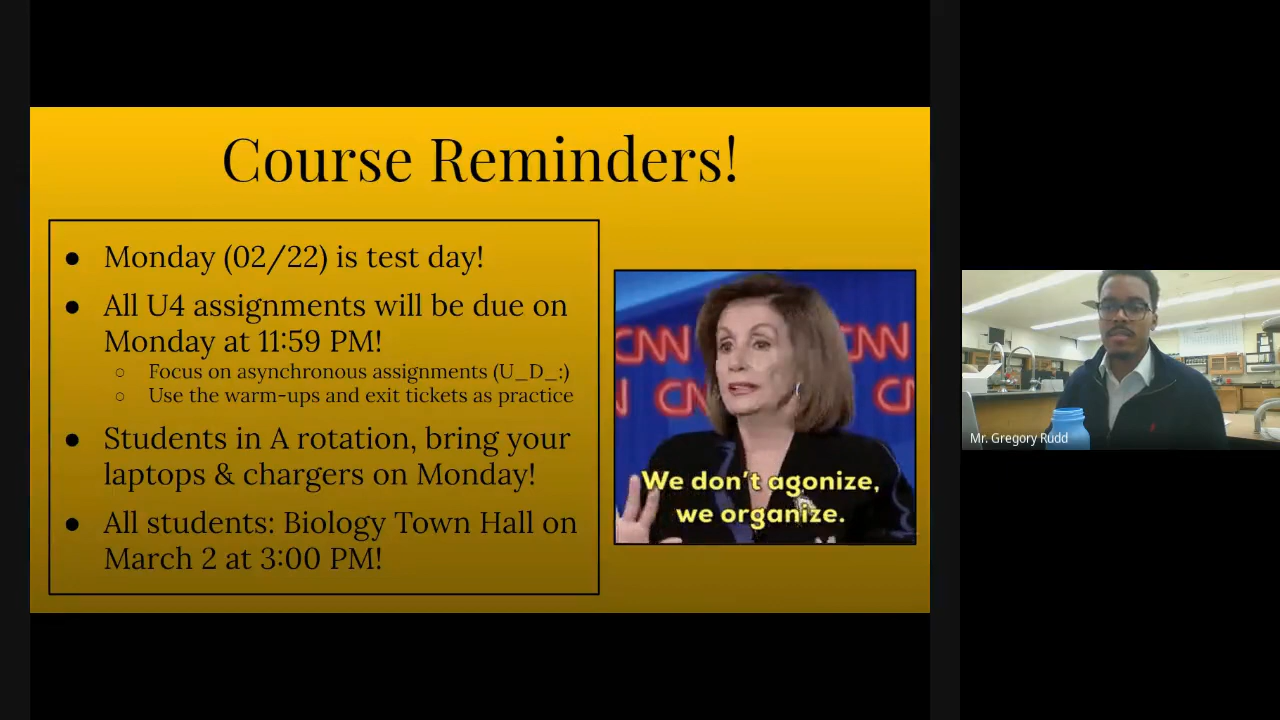 Course Reminders!
● Monday (02/22) is test day!
● All U4 assignments will be due on
Monday at 11:59 PM!
○ Focus on asynchronous assignments (U_D_:)
○ Use the warm-ups and exit tickets as practice
● Students in A rotation, bring your
laptops & chargers on Monday!
● All students: Biology Town Hall on
March 2 at 3:00 PM!
CNN CNN
N CNN CN
We don't agonize,
we organize.
Mr. Gregory Rudd